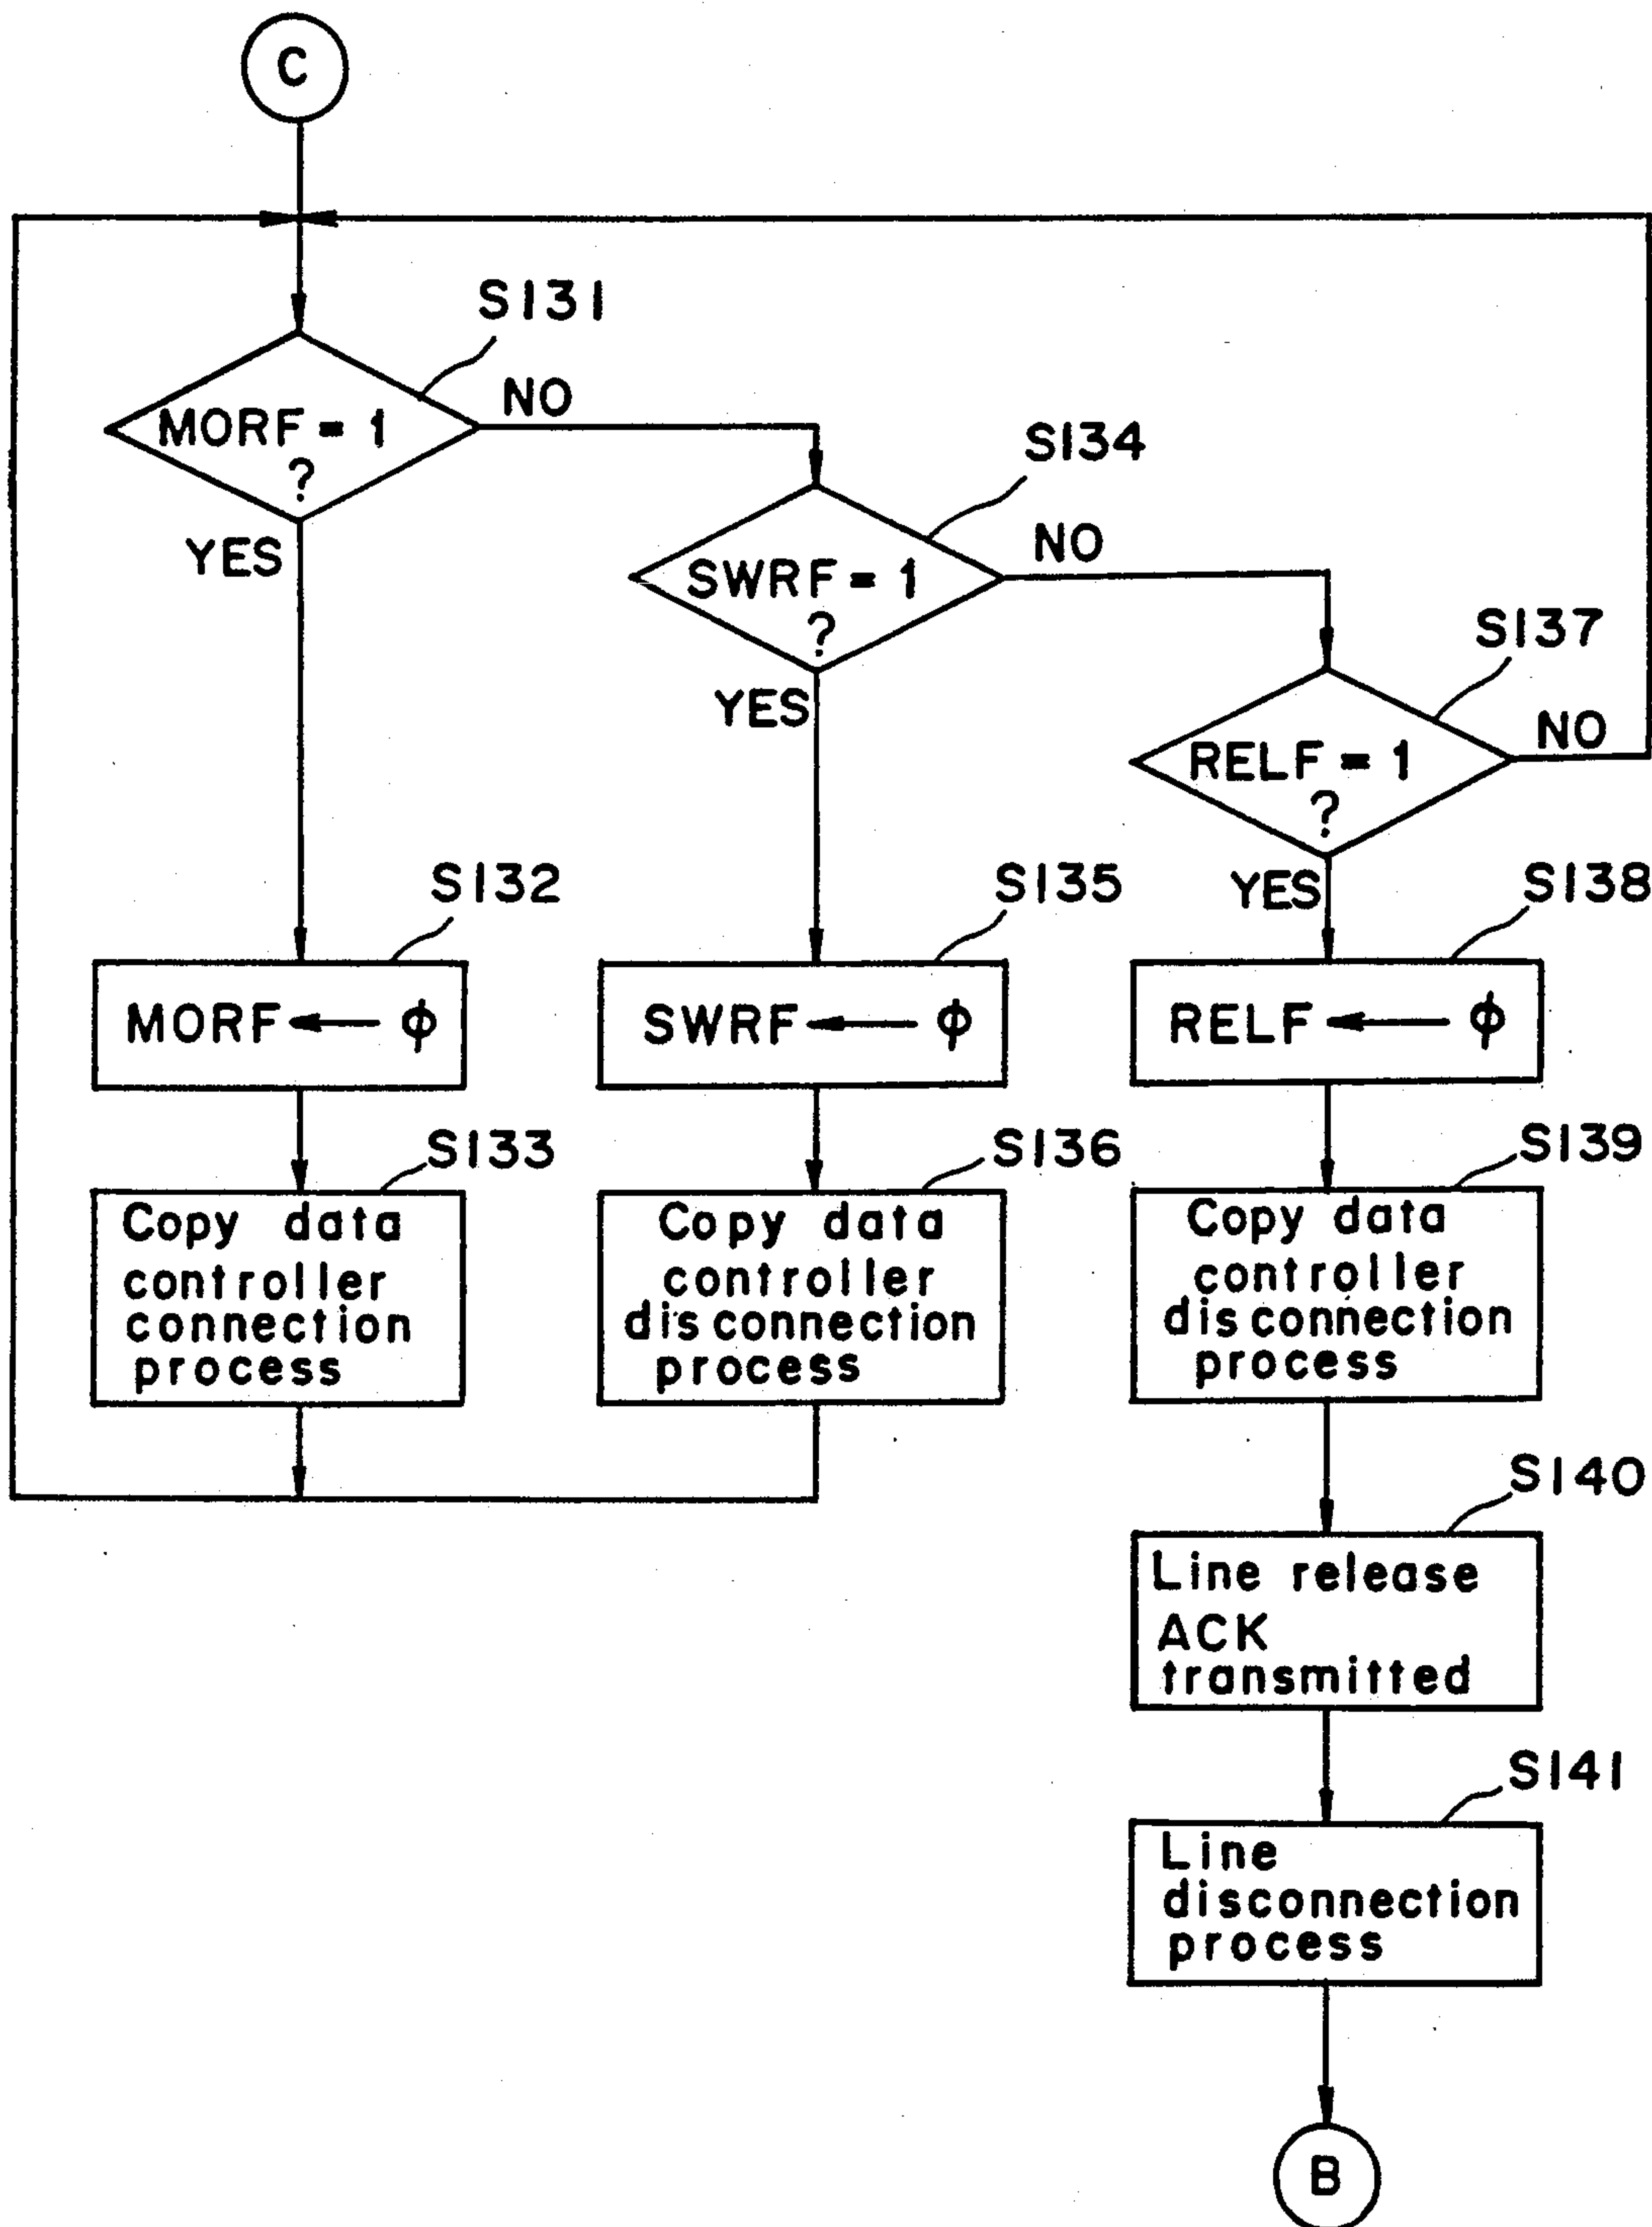 C
S131
MORF = 1
?
NO
YES
S134
SWRF = 1
?
NO
YES
S137
RELF = 1
?
NO
YES
S132
MORF ← ϕ
S135
SWRF ← ϕ
S138
RELF ← ϕ
S133
Copy data
controller
connection
process
S136
Copy data
controller
disconnection
process
S139
Copy data
controller
disconnection
process
S140
Line release
ACK
transmitted
S141
Line
disconnection
process
B